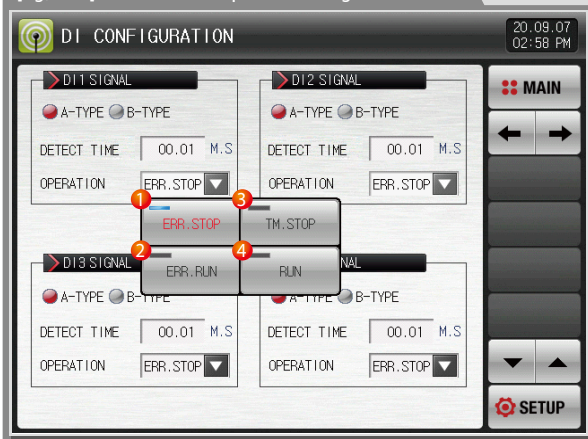 DI CONFIGURATION
20.09.07
02:58 PM
DI1 SIGNAL
DI2 SIGNAL
MAIN
A-TYPE B-TYPE
A-TYPE B-TYPE
DETECT TIME 00.01 M.S
DETECT TIME 00.01 M.S
OPERATION ERR.STOP
OPERATION ERR.STOP
1 ERR.STOP
3 TM.STOP
2 ERR.RUN
4 RUN
DI3 SIGNAL
NAL
A-TYPE B-TYPE
A-TYPE B-TYPE
DETECT TIME 00.01 M.S
DETECT TIME 00.01 M.S
OPERATION ERR.STOP
OPERATION ERR.STOP
SETUP